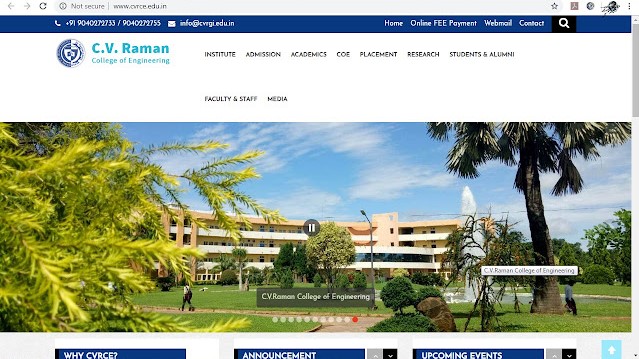 Not secure | www.cvrce.edu.in
+91 9040272733 / 9040272755 info@cvrgi.edu.in Home Online FEE Payment Webmail Contact
C.V. Raman
College of Engineering
INSTITUTE ADMISSION ACADEMICS COE PLACEMENT RESEARCH STUDENTS & ALUMNI
FACULTY & STAFF MEDIA
C.V.Raman College of Engineering
C.V.Raman College of Engineering
WHY CVRCE? ANNOUNCEMENT UPCOMING EVENTS